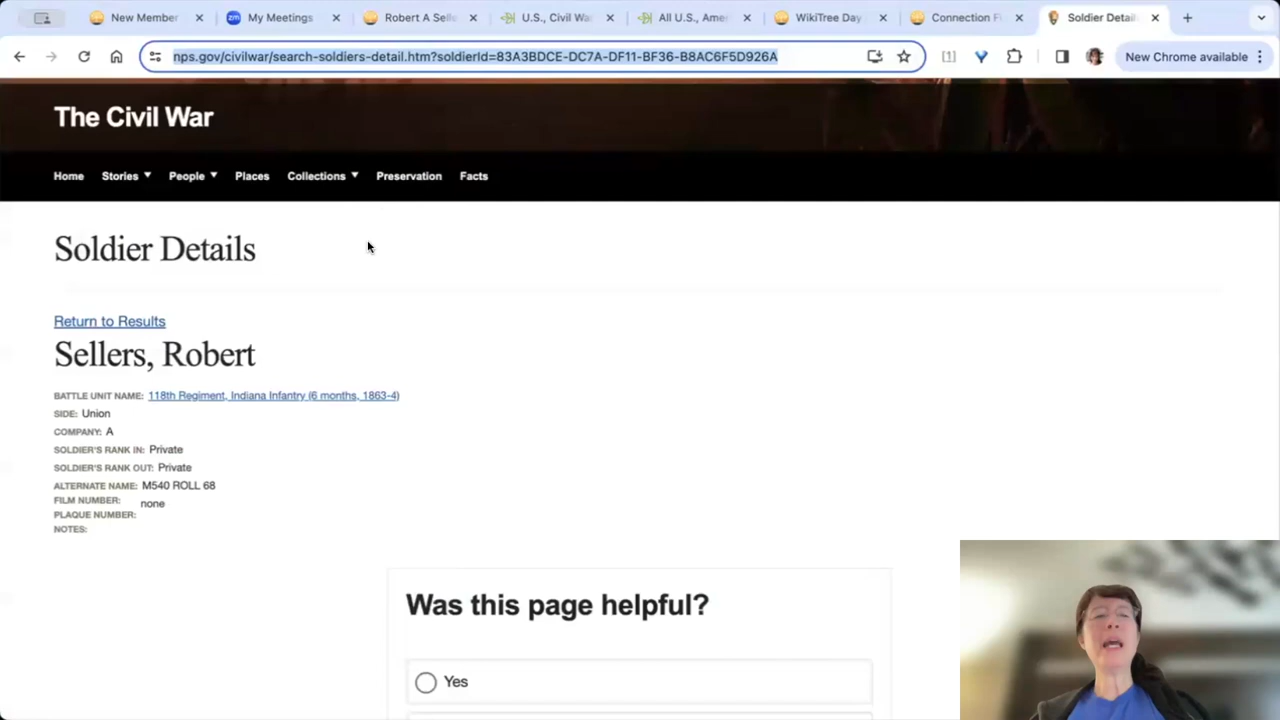 New Member
My Meetings
Robert A Selle
U.S., Civil Wa
All U.S., Ame
WikiTree Day
Connection F
Soldier Detail
nps.gov/civilwar/search-soldiers-detail.htm?soldierId=83A3BDCE-DC7A-DF11-BF36-B8AC6F5D926A
New Chrome available
The Civil War
Home Stories People Places Collections Preservation Facts
Soldier Details
Return to Results
Sellers, Robert
BATTLE UNIT NAME: 118th Regiment, Indiana Infantry (6 months, 1863-4)
SIDE: Union
COMPANY: A
SOLDIER'S RANK IN: Private
SOLDIER'S RANK OUT: Private
ALTERNATE NAME: M540 ROLL 68
FILM NUMBER: none
PLAQUE NUMBER:
NOTES:
Was this page helpful?
Yes